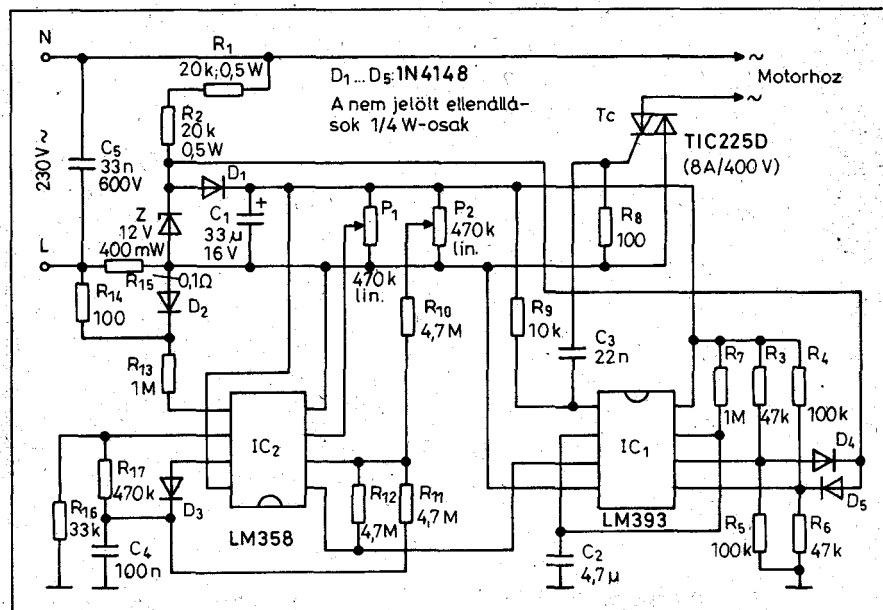 N
R1
20k;0,5W
D1...D5:1N4148
A nem jelölt ellenállá-
sok 1/4 W-osak
~
Motorhoz
~
Tc
TIC225D
(8A/400 V)
R2
20k
0,5W
230V~
C5
33n
600V
D1
Z
12 V
400mW
C1
+
33µ
16 V
P1
470k
lin.
P2
470k
lin.
R8
100
L
R15
0,1Ω
R14
100
D2
R10
4,7M
R9
10k
C3
22n
R13
1M
R7
1M
R3
47k
R4
100k
IC2
IC1
D4
D5
R17
470k
D3
R16
33k
R12
4,7M
R11
4,7M
LM358
LM393
C4
100n
C2
4,7µ
R5
100k
R6
47k